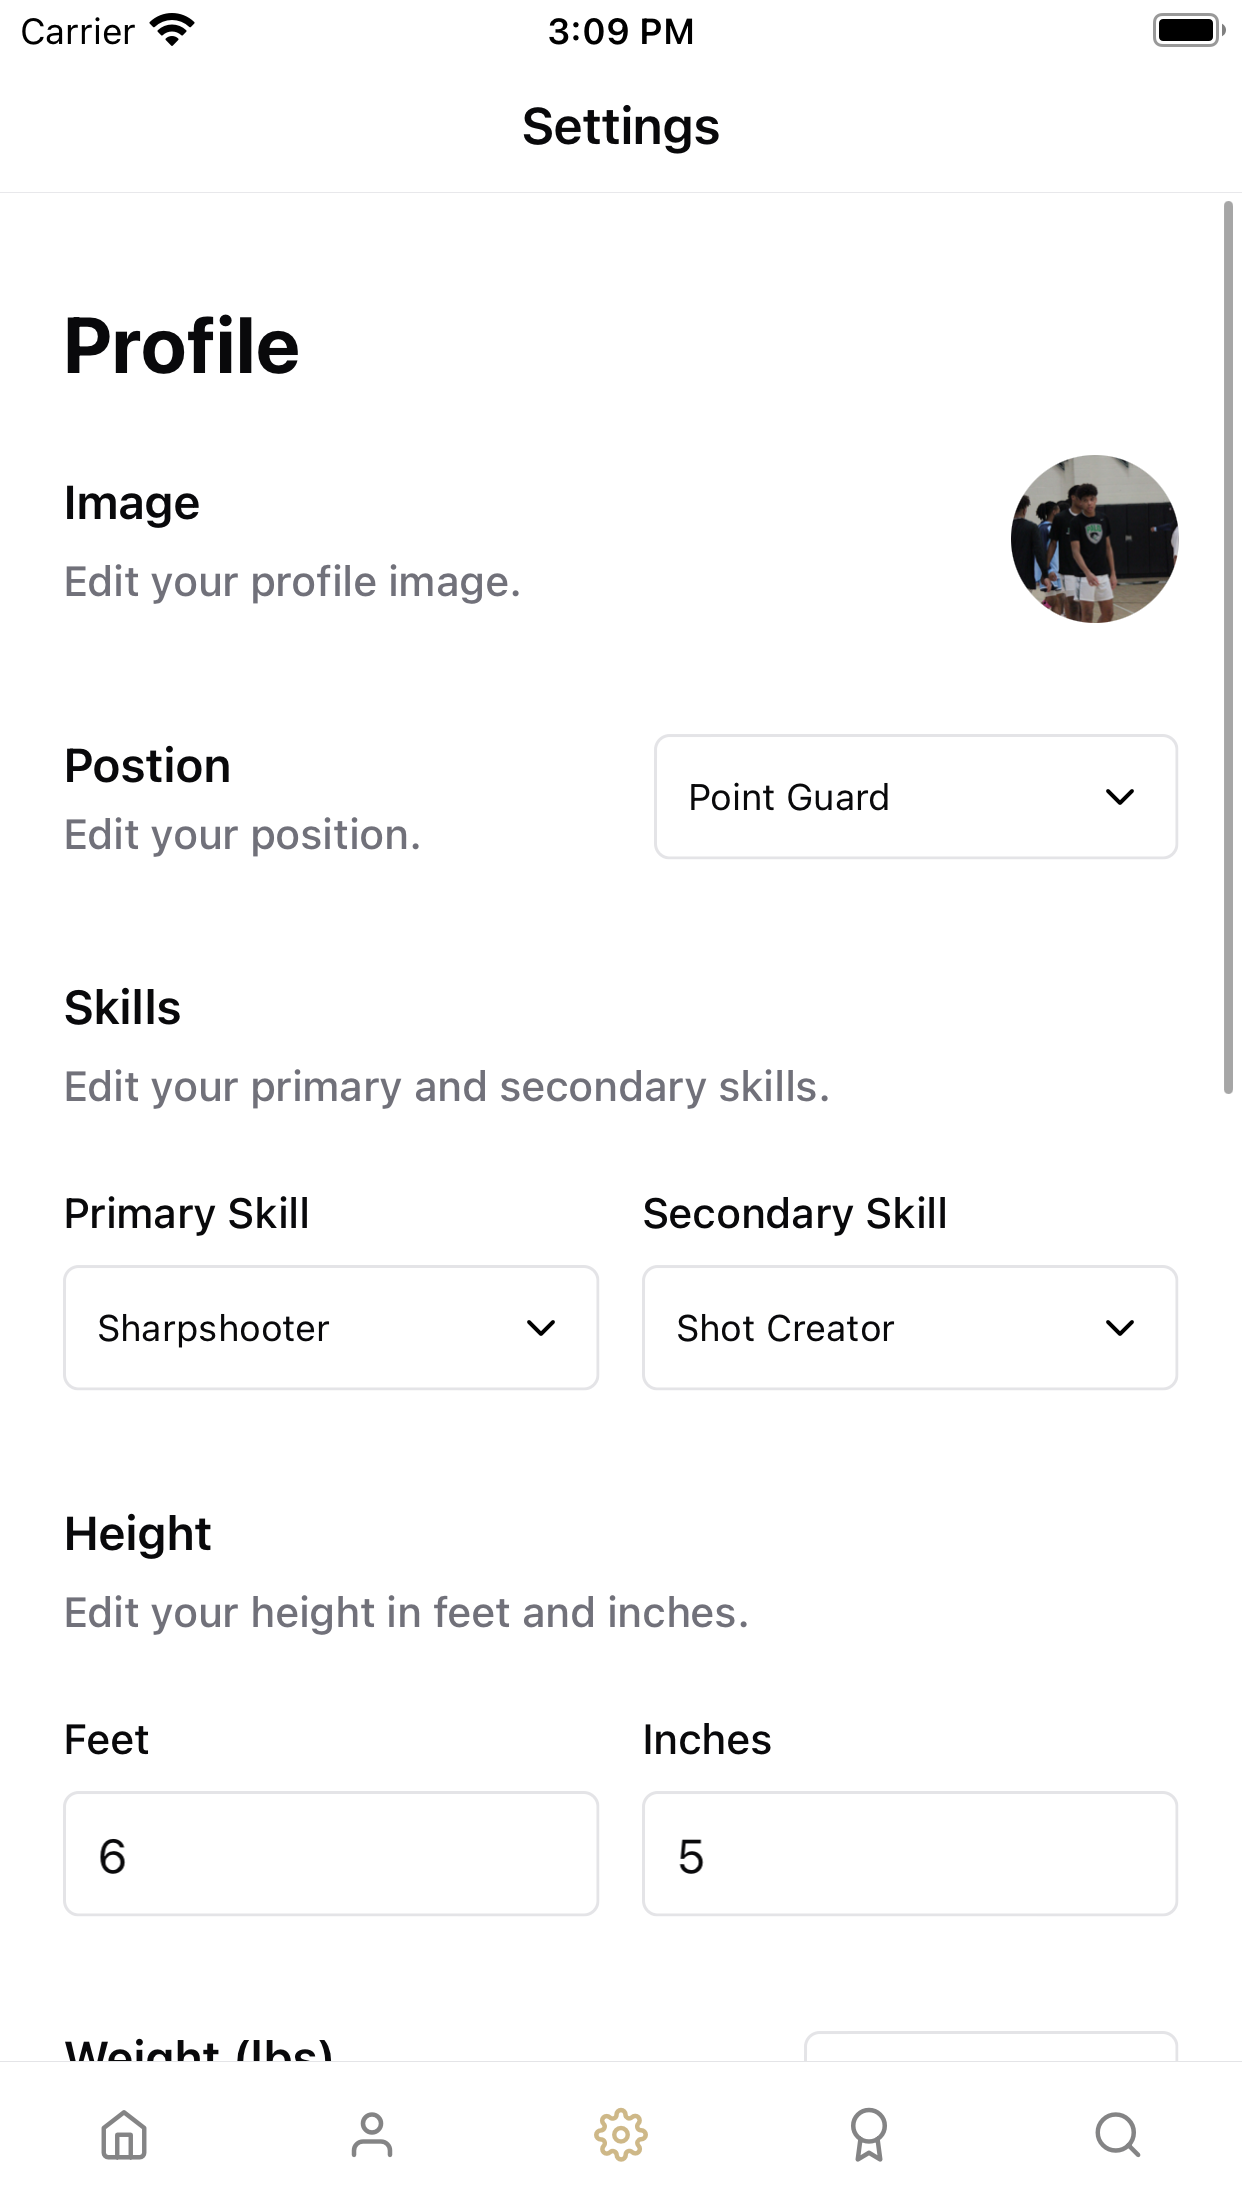 Carrier 3:09 PM
Settings
Profile
Image
Edit your profile image.
Postion
Edit your position.
Point Guard
Skills
Edit your primary and secondary skills.
Primary Skill
Secondary Skill
Sharpshooter
Shot Creator
Height
Edit your height in feet and inches.
Feet
Inches
6
5
Weight (lbs)